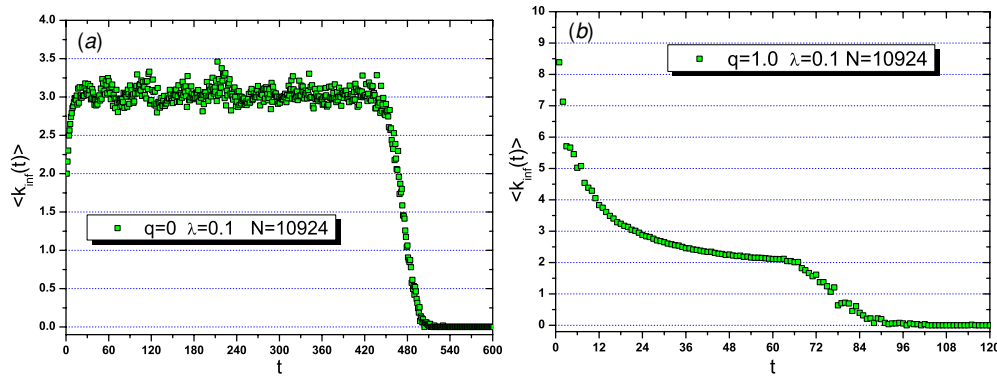 (a)
4.0
3.5
3.0
2.5
2.0
1.5
1.0
0.5
0.0
<k_inf(t)>
q=0 λ=0.1 N=10924
0 60 120 180 240 300 360 420 480 540 600
t
(b)
10
9
8
7
6
5
4
3
2
1
0
<k_inf(t)>
q=1.0 λ=0.1 N=10924
0 12 24 36 48 60 72 84 96 108 120
t